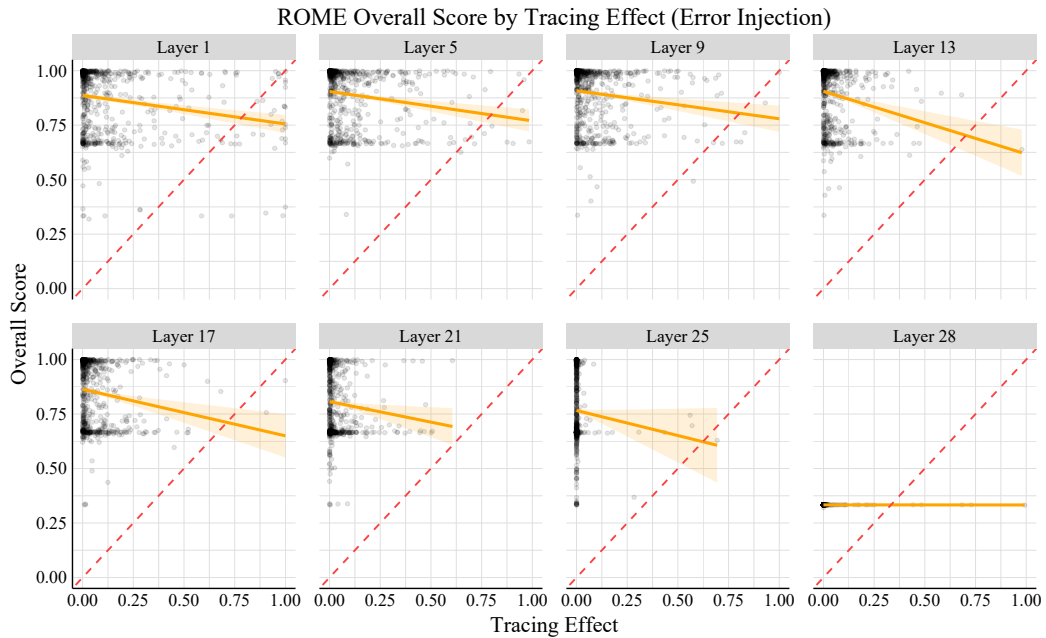 ROME Overall Score by Tracing Effect (Error Injection)
Layer 1
Layer 5
Layer 9
Layer 13
1.00
0.75
0.50
0.25
0.00
Layer 17
Layer 21
Layer 25
Layer 28
1.00
0.75
0.50
0.25
0.00
Overall Score
0.00 0.25 0.50 0.75 1.00
0.00 0.25 0.50 0.75 1.00
0.00 0.25 0.50 0.75 1.00
0.00 0.25 0.50 0.75 1.00
Tracing Effect